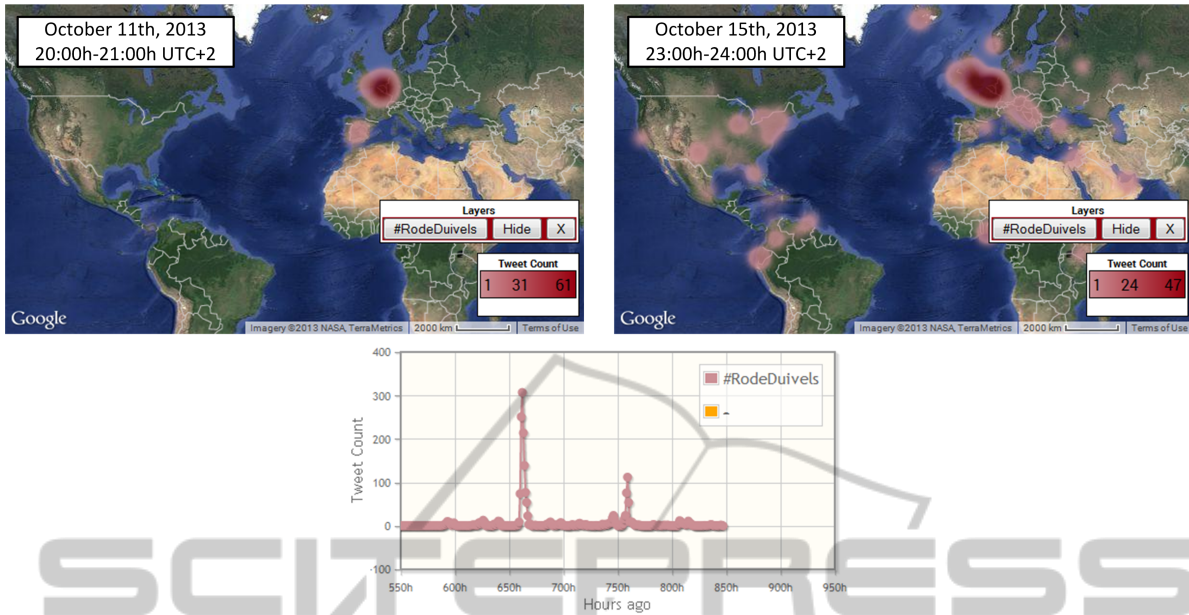 October 11th, 2013
20:00h-21:00h UTC+2
Layers
#RodeDuivels Hide X
Tweet Count
1 31 61
Google
Imagery ©2013 NASA, TerraMetrics 2000 km Terms of Use
October 15th, 2013
23:00h-24:00h UTC+2
Layers
#RodeDuivels Hide X
Tweet Count
1 24 47
Google
Imagery ©2013 NASA, TerraMetrics 2000 km Terms of Use
400
300
200
100
0
-100
Tweet Count
#RodeDuivels
-
550h 600h 650h 700h 750h 800h 850h 900h 950h
Hours ago
SCITEPRESS